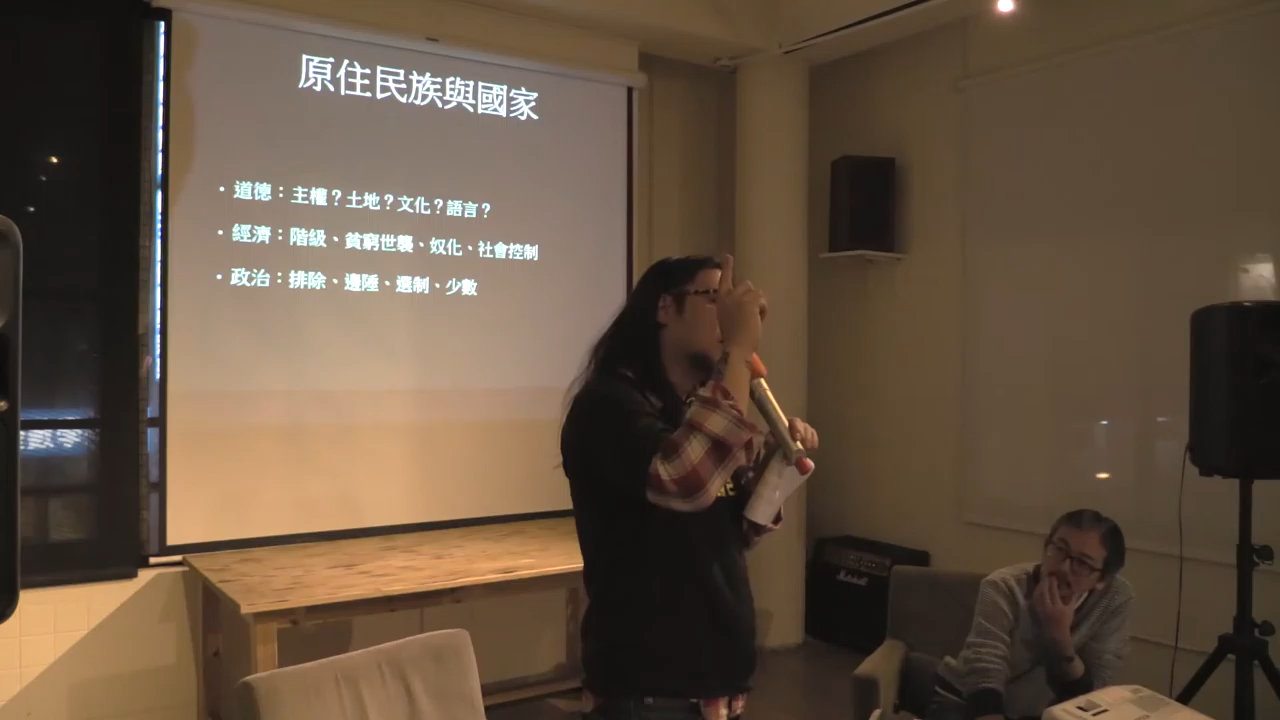 原住民族與國家
• 道德：主權？土地？文化？語言？
• 經濟：階級、貧窮世襲、奴化、社會控制
• 政治：排除、邊陲、選制、少數
Marshall